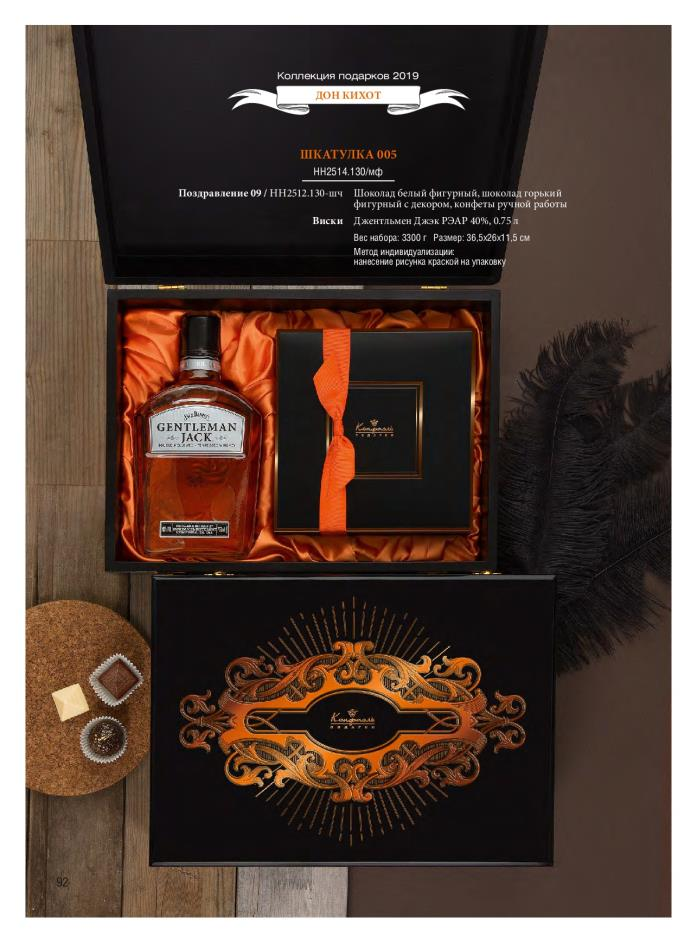 Коллекция подарков 2019
ДОН КИХОТ
ШКАТУЛКА 005
НН2514.130/мф
Поздравление 09 / НН2512.130-шч Шоколад белый фигурный, шоколад горький
фигурный с декором, конфеты ручной работы
Виски Джентльмен Джэк РЭАР 40%, 0.75 л
Вес набора: 3300 г Размер: 36,5х26х11,5 см
Метод индивидуализации:
нанесение рисунка краской на упаковку
GENTLEMAN
JACK
Конфаэль
ПОДАРКИ
Конфаэль
ПОДАРКИ
92